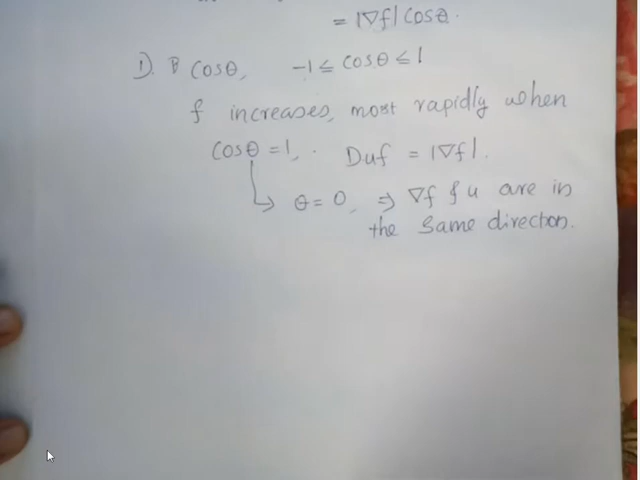 = |∇f| cosθ.
1). B cosθ, -1 ≤ cosθ ≤ 1
f increases, most rapidly when
cosθ = 1, . Duf = |∇f|.
↳ θ = 0, ⇒ ∇f & u are in
the same direction.